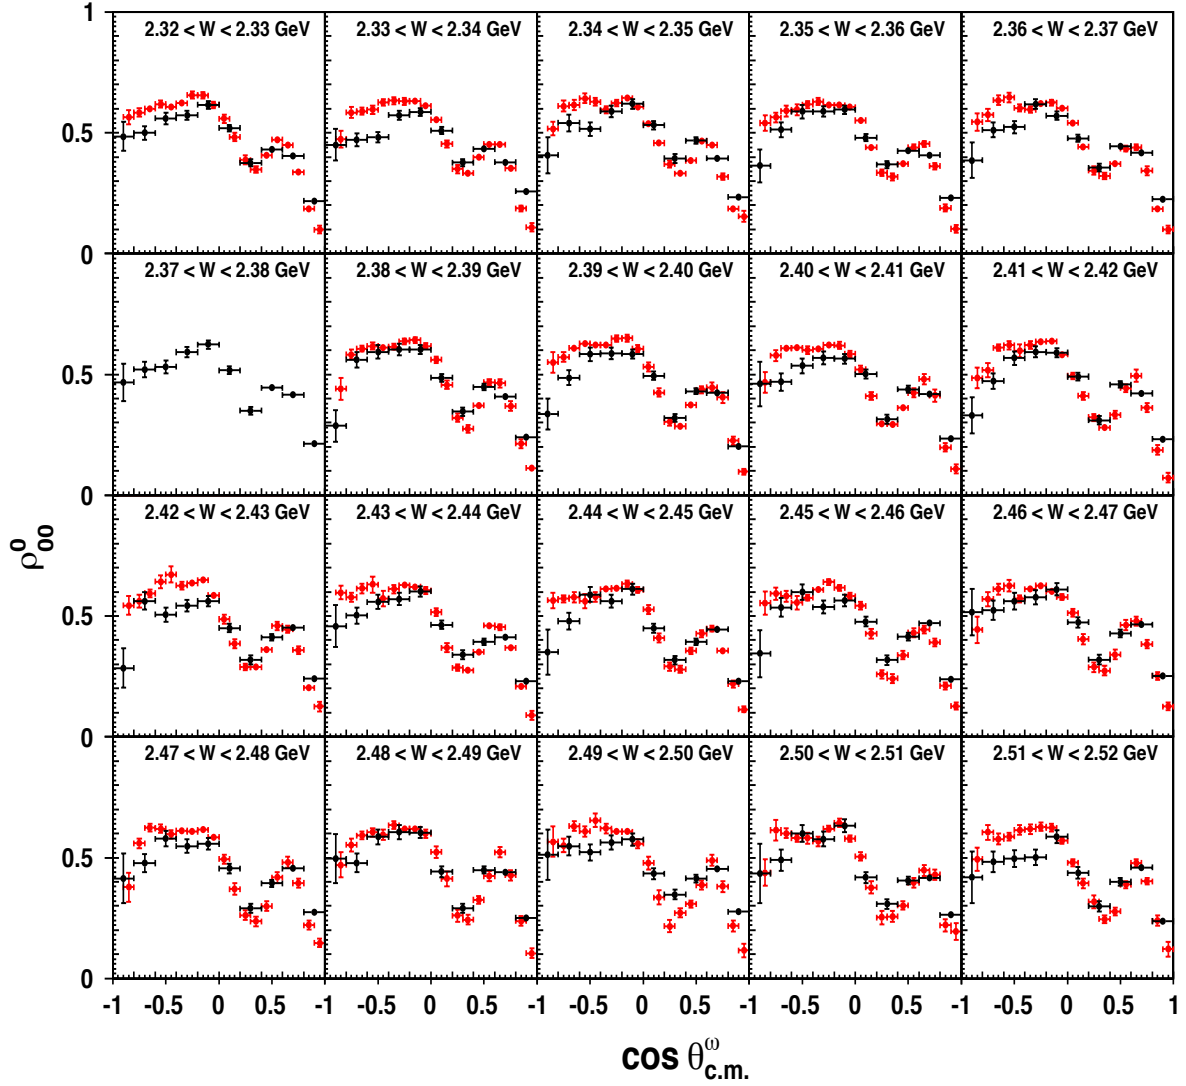 1
2.32 < W < 2.33 GeV
2.33 < W < 2.34 GeV
2.34 < W < 2.35 GeV
2.35 < W < 2.36 GeV
2.36 < W < 2.37 GeV
0.5
0
2.37 < W < 2.38 GeV
2.38 < W < 2.39 GeV
2.39 < W < 2.40 GeV
2.40 < W < 2.41 GeV
2.41 < W < 2.42 GeV
0.5
0
2.42 < W < 2.43 GeV
2.43 < W < 2.44 GeV
2.44 < W < 2.45 GeV
2.45 < W < 2.46 GeV
2.46 < W < 2.47 GeV
ρ⁰₀₀
0.5
0
2.47 < W < 2.48 GeV
2.48 < W < 2.49 GeV
2.49 < W < 2.50 GeV
2.50 < W < 2.51 GeV
2.51 < W < 2.52 GeV
0.5
0
-1 -0.5 0 0.5 -1 -0.5 0 0.5 -1 -0.5 0 0.5 -1 -0.5 0 0.5 -1 -0.5 0 0.5 1
cos θ^ω_c.m.